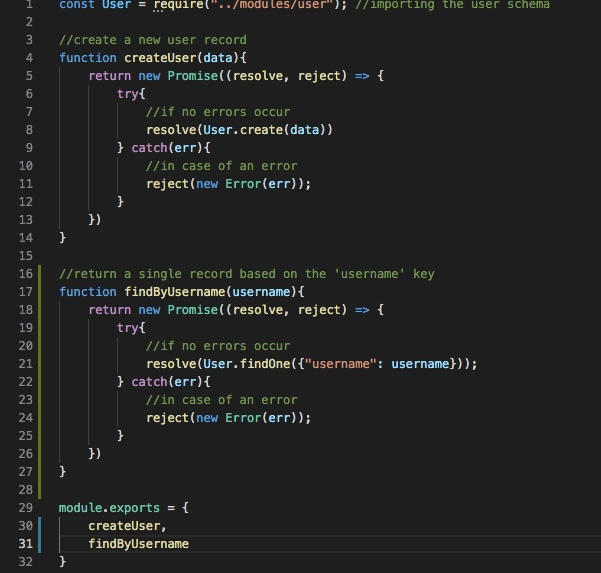 1 const User = require("../modules/user"); //importing the user schema
2
3 //create a new user record
4 function createUser(data){
5 return new Promise((resolve, reject) => {
6 try{
7 //if no errors occur
8 resolve(User.create(data))
9 } catch(err){
10 //in case of an error
11 reject(new Error(err));
12 }
13 })
14 }
15
16 //return a single record based on the 'username' key
17 function findByUsername(username){
18 return new Promise((resolve, reject) => {
19 try{
20 //if no errors occur
21 resolve(User.findOne({"username": username}));
22 } catch(err){
23 //in case of an error
24 reject(new Error(err));
25 }
26 })
27 }
28
29 module.exports = {
30 createUser,
31 findByUsername
32 }